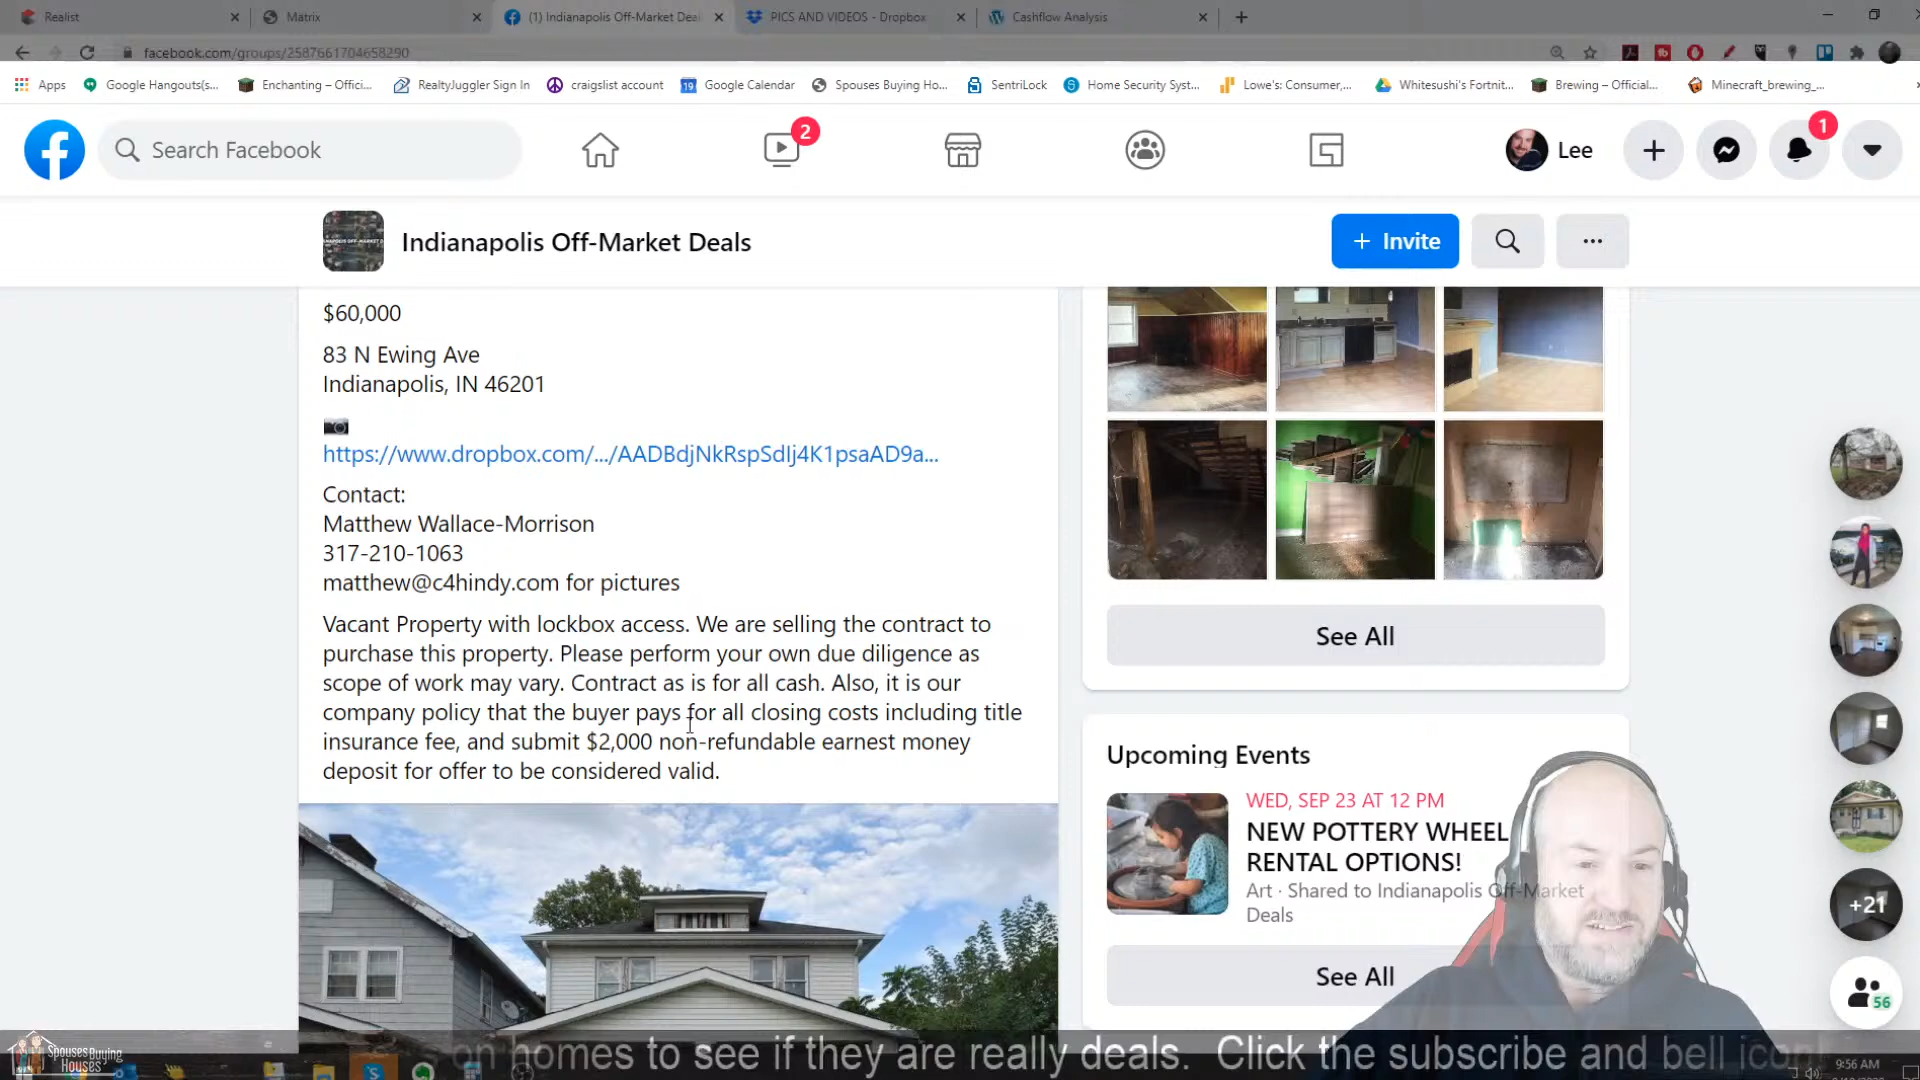 Realist
Matrix
(1) Indianapolis Off-Market Deal
PICS AND VIDEOS - Dropbox
Cashflow Analysis
facebook.com/groups/2587661704658290
Apps
Google Hangouts(s...
Enchanting – Offici...
RealtyJuggler Sign In
craigslist account
19
Google Calendar
Spouses Buying Ho...
SentriLock
Home Security Syst...
Lowe's: Consumer,...
Whitesushi's Fortnit...
Brewing – Official...
Minecraft_brewing_...
Search Facebook
2
Lee
1
Indianapolis Off-Market Deals
+ Invite
$60,000
83 N Ewing Ave
Indianapolis, IN 46201
https://www.dropbox.com/.../AADBdjNkRspSdIj4K1psaAD9a...
Contact:
Matthew Wallace-Morrison
317-210-1063
matthew@c4hindy.com for pictures
Vacant Property with lockbox access. We are selling the contract to
purchase this property. Please perform your own due diligence as
scope of work may vary. Contract as is for all cash. Also, it is our
company policy that the buyer pays for all closing costs including title
insurance fee, and submit $2,000 non-refundable earnest money
deposit for offer to be considered valid.
See All
Upcoming Events
WED, SEP 23 AT 12 PM
NEW POTTERY WHEEL
RENTAL OPTIONS!
Art · Shared to Indianapolis Off-Market
Deals
See All
+21
56
Spouses Buying
Houses
on homes to see if they are really deals. Click the subscribe and bell icon!
9:56 AM